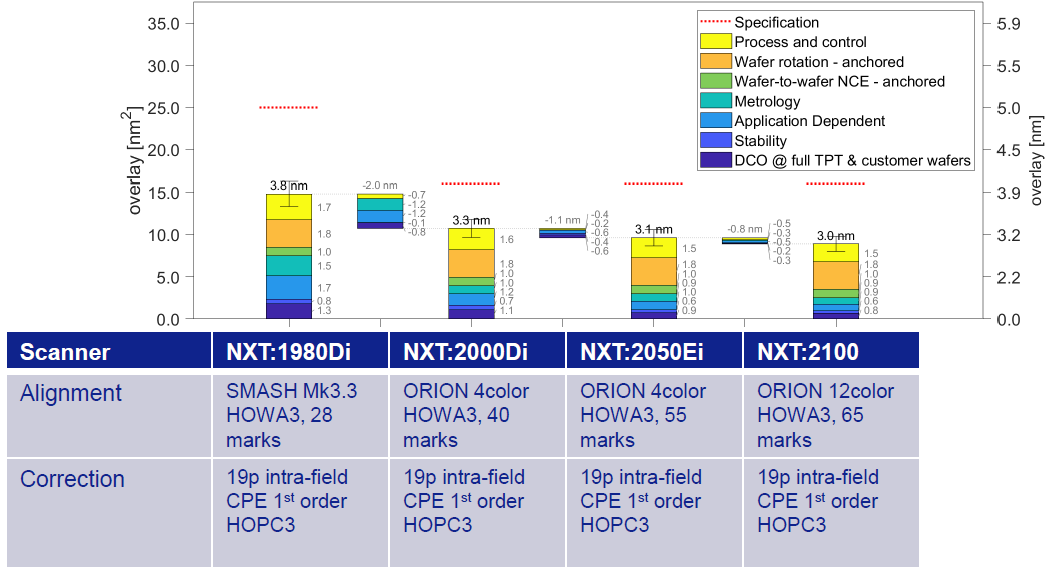 35.0
30.0
25.0
20.0
15.0
10.0
5.0
0.0
overlay [nm²]
5.9
5.5
5.0
4.5
3.9
3.2
2.2
0.0
overlay [nm]
Specification
Process and control
Wafer rotation - anchored
Wafer-to-wafer NCE - anchored
Metrology
Application Dependent
Stability
DCO @ full TPT & customer wafers
3.8 nm
1.7
1.8
1.0
1.5
1.7
0.8
1.3
-2.0 nm
-0.7
-1.2
-1.2
-0.1
-0.8
3.3 nm
1.6
1.8
1.0
1.0
1.2
0.7
1.1
-1.1 nm
-0.4
-0.2
-0.6
-0.4
-0.6
3.1 nm
1.5
1.8
1.0
0.9
1.0
0.6
0.9
-0.8 nm
-0.5
-0.3
-0.5
-0.2
-0.3
3.0 nm
1.5
1.8
1.0
0.9
0.9
0.6
0.8
Scanner NXT:1980Di NXT:2000Di NXT:2050Ei NXT:2100
Alignment SMASH Mk3.3 ORION 4color ORION 4color ORION 12color
HOWA3, 28 HOWA3, 40 HOWA3, 55 HOWA3, 65
marks marks marks marks
Correction 19p intra-field 19p intra-field 19p intra-field 19p intra-field
CPE 1st order CPE 1st order CPE 1st order CPE 1st order
HOPC3 HOPC3 HOPC3 HOPC3